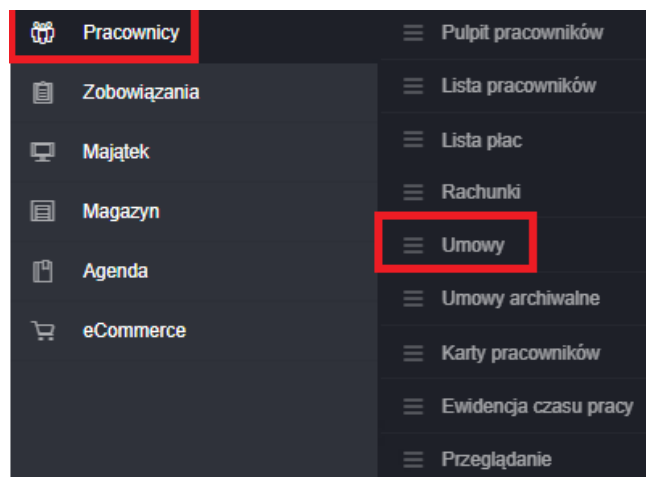 Pracownicy
Zobowiązania
Majątek
Magazyn
Agenda
eCommerce
Pulpit pracowników
Lista pracowników
Lista płac
Rachunki
Umowy
Umowy archiwalne
Karty pracowników
Ewidencja czasu pracy
Przeglądanie